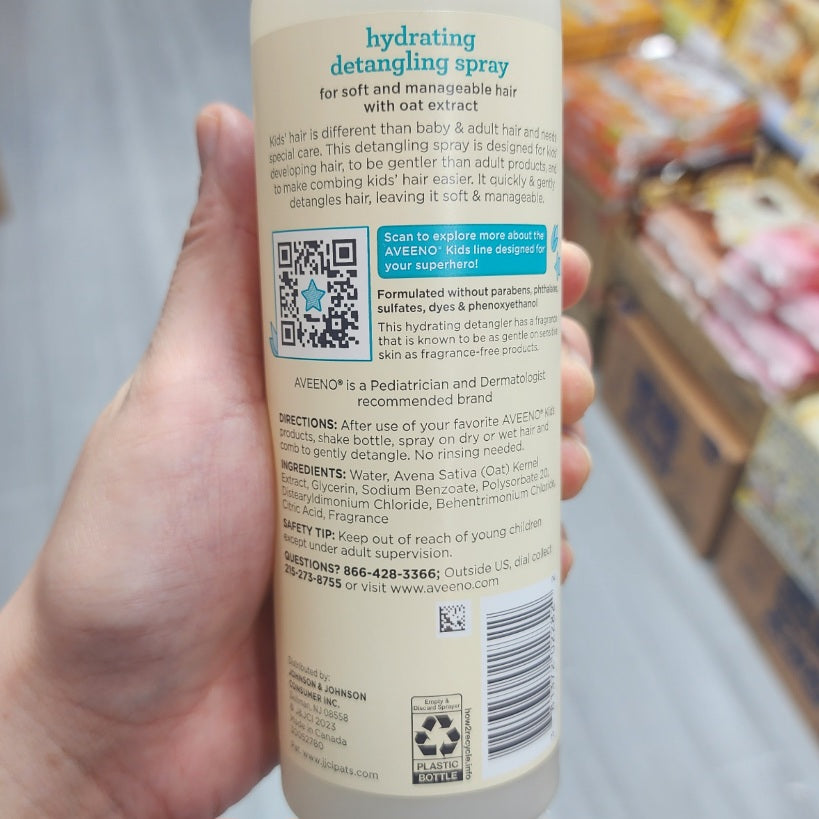 hydrating
detangling spray
for soft and manageable hair
with oat extract
Kids' hair is different than baby & adult hair and needs
special care. This detangling spray is designed for kids'
developing hair, to be gentler than adult products, and
to make combing kids' hair easier. It quickly & gently
detangles hair, leaving it soft & manageable.
Scan to explore more about the
AVEENO® Kids line designed for
your superhero!
Formulated without parabens, phthalates,
sulfates, dyes & phenoxyethanol
This hydrating detangler has a fragrance
that is known to be as gentle on sensitive
skin as fragrance-free products.
AVEENO® is a Pediatrician and Dermatologist
recommended brand
DIRECTIONS: After use of your favorite AVEENO® Kids
products, shake bottle, spray on dry or wet hair and
comb to gently detangle. No rinsing needed.
INGREDIENTS: Water, Avena Sativa (Oat) Kernel
Extract, Glycerin, Sodium Benzoate, Polysorbate 20,
Distearyldimonium Chloride, Behentrimonium Chloride,
Citric Acid, Fragrance
SAFETY TIP: Keep out of reach of young children
except under adult supervision.
QUESTIONS? 866-428-3366; Outside US, dial collect
215-273-8755 or visit www.aveeno.com
Distributed by:
JOHNSON & JOHNSON
CONSUMER INC.
Skillman, NJ 08558
© J&JCI 2023
Made in Canada
30052780
Pat. www.jjcipats.com
Empty &
Discard Sprayer
PLASTIC
BOTTLE
how2recycle.info